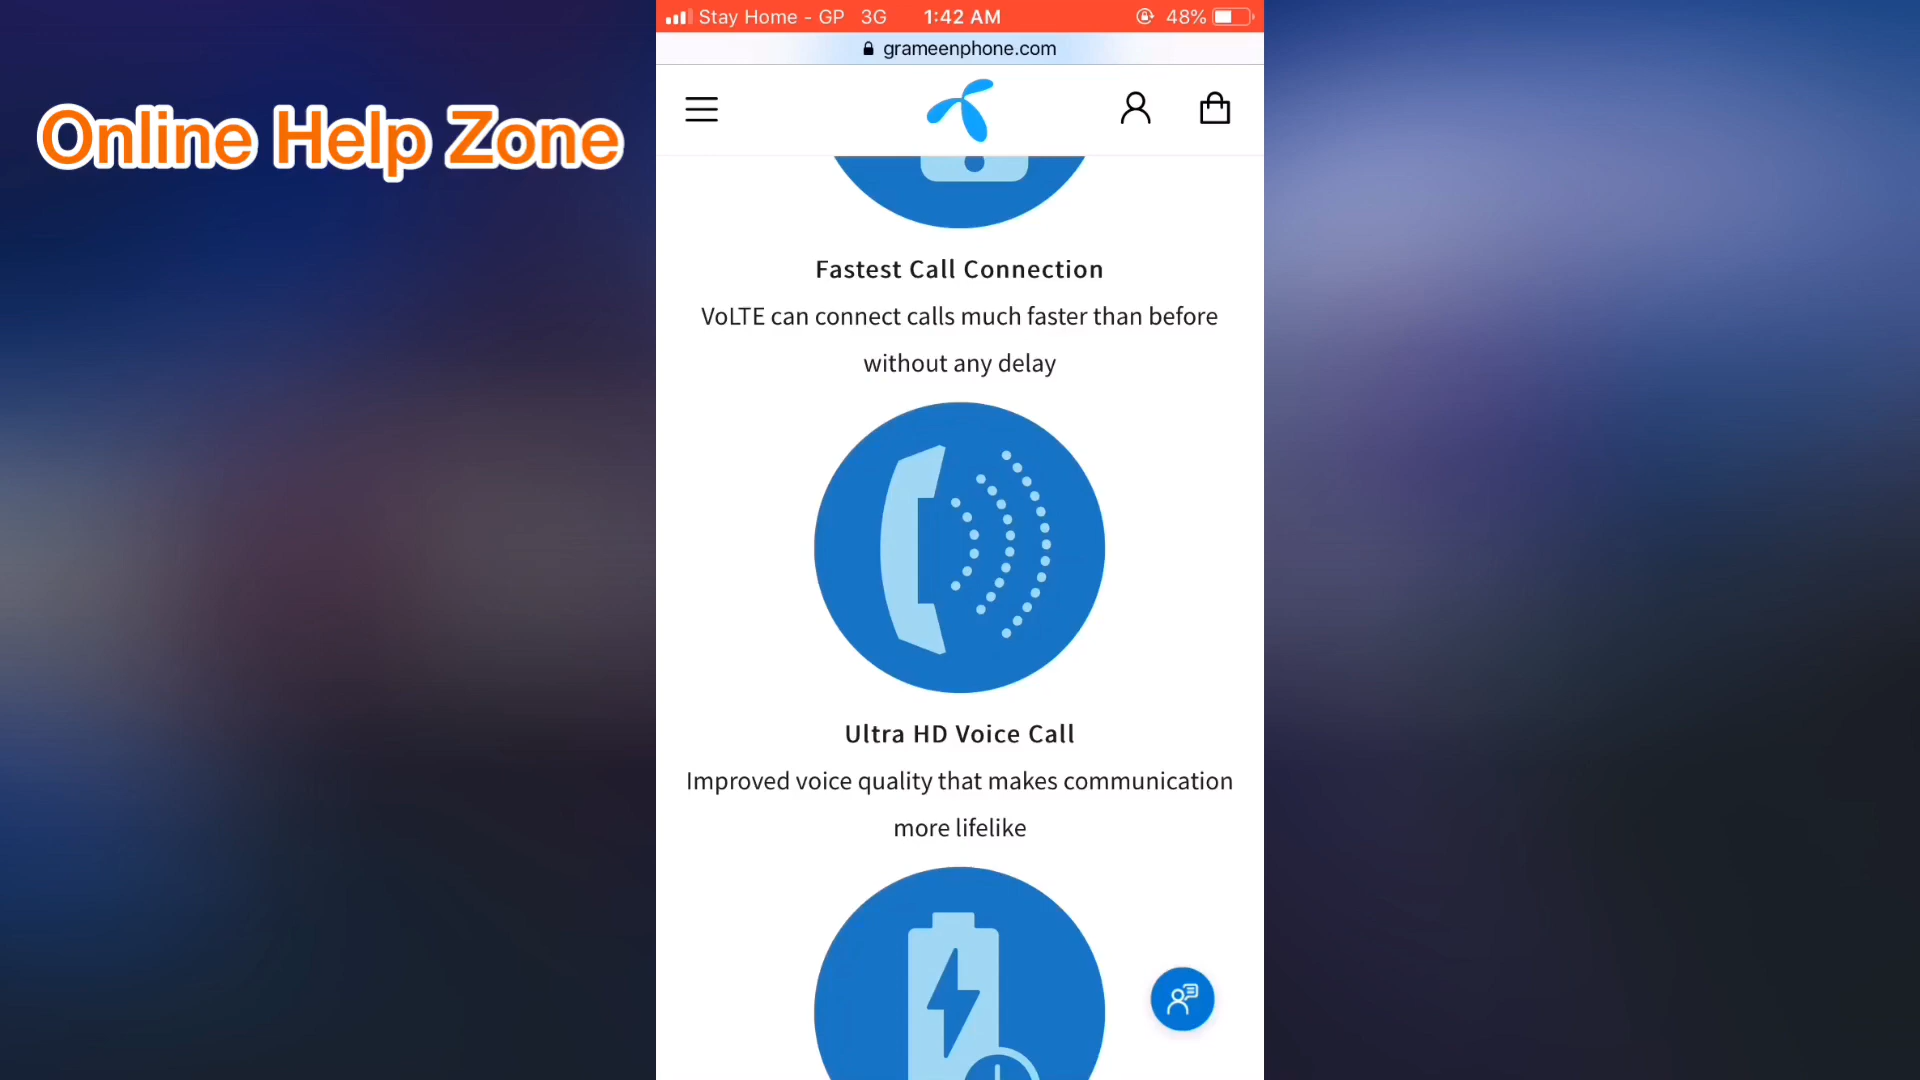 Stay Home - GP 3G 1:42 AM 48%
grameenphone.com
Online Help Zone
Fastest Call Connection
VoLTE can connect calls much faster than before
without any delay
Ultra HD Voice Call
Improved voice quality that makes communication
more lifelike